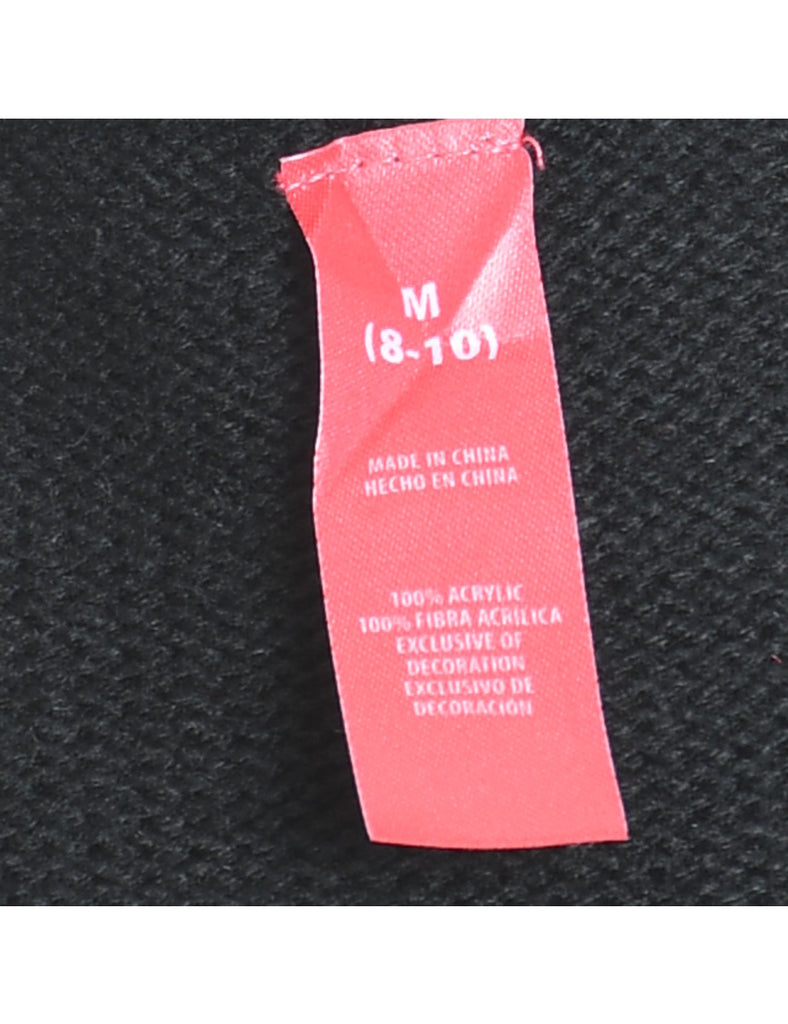 M
(8-10)
MADE IN CHINA
HECHO EN CHINA
100% ACRYLIC
100% FIBRA ACRÍLICA
EXCLUSIVE OF
DECORATION
EXCLUSIVO DE
DECORACIÓN